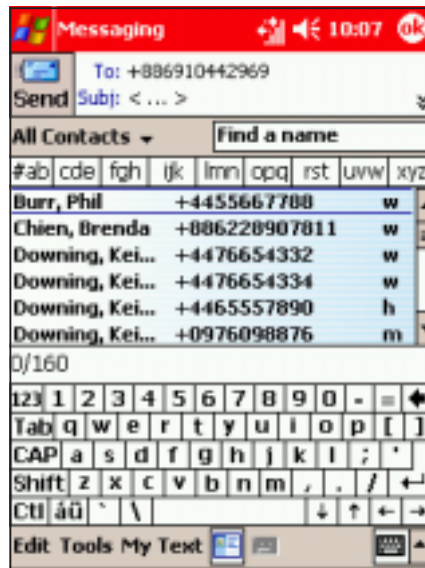 Messaging 10:07 ok
To: +886910442969
Send Subj: < ... >
All Contacts Find a name
#ab cde fgh ijk lmn opq rst uvw xyz
Burr, Phil +4455667788 w
Chien, Brenda +886228907811 w
Downing, Kei... +4476654332 w
Downing, Kei... +4476654334 w
Downing, Kei... +4465557890 h
Downing, Kei... +0976098876 m
0/160
123 1 2 3 4 5 6 7 8 9 0 - =
Tab q w e r t y u i o p [ ]
CAP a s d f g h j k l ; '
Shift z x c v b n m , . /
Ctl áü ` \
Edit Tools My Text